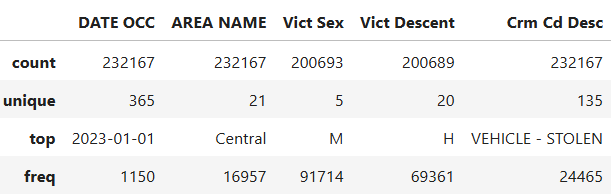 DATE OCC AREA NAME Vict Sex Vict Descent Crm Cd Desc
count 232167 232167 200693 200689 232167
unique 365 21 5 20 135
top 2023-01-01 Central M H VEHICLE - STOLEN
freq 1150 16957 91714 69361 24465